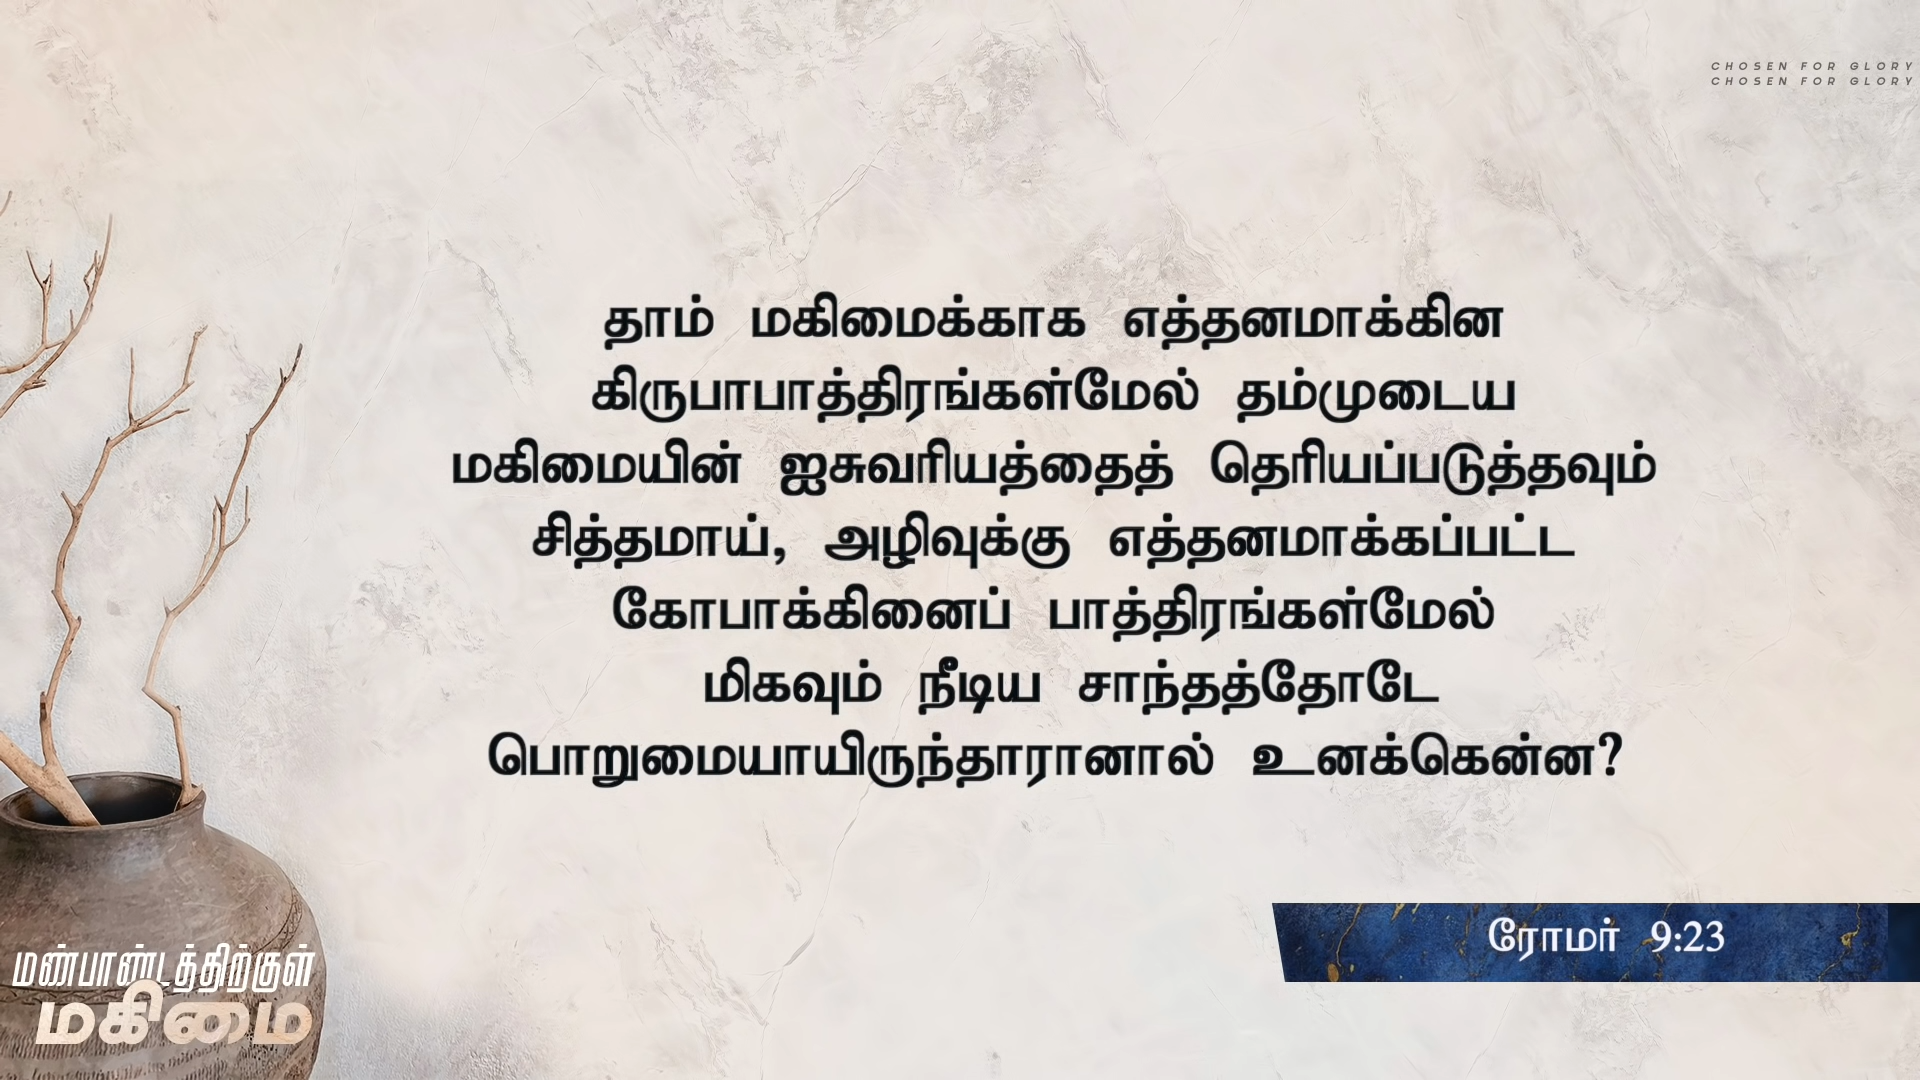 CHOSEN FOR GLORY
CHOSEN FOR GLORY
தாம் மகிமைக்காக எத்தனமாக்கின
கிருபாபாத்திரங்கள்மேல் தம்முடைய
மகிமையின் ஐசுவரியத்தைத் தெரியப்படுத்தவும்
சித்தமாய், அழிவுக்கு எத்தனமாக்கப்பட்ட
கோபாக்கினைப் பாத்திரங்கள்மேல்
மிகவும் நீடிய சாந்தத்தோடே
பொறுமையாயிருந்தாரானால் உனக்கென்ன?
ரோமர் 9:23
மண்பாண்டத்திற்குள்
மகிமை